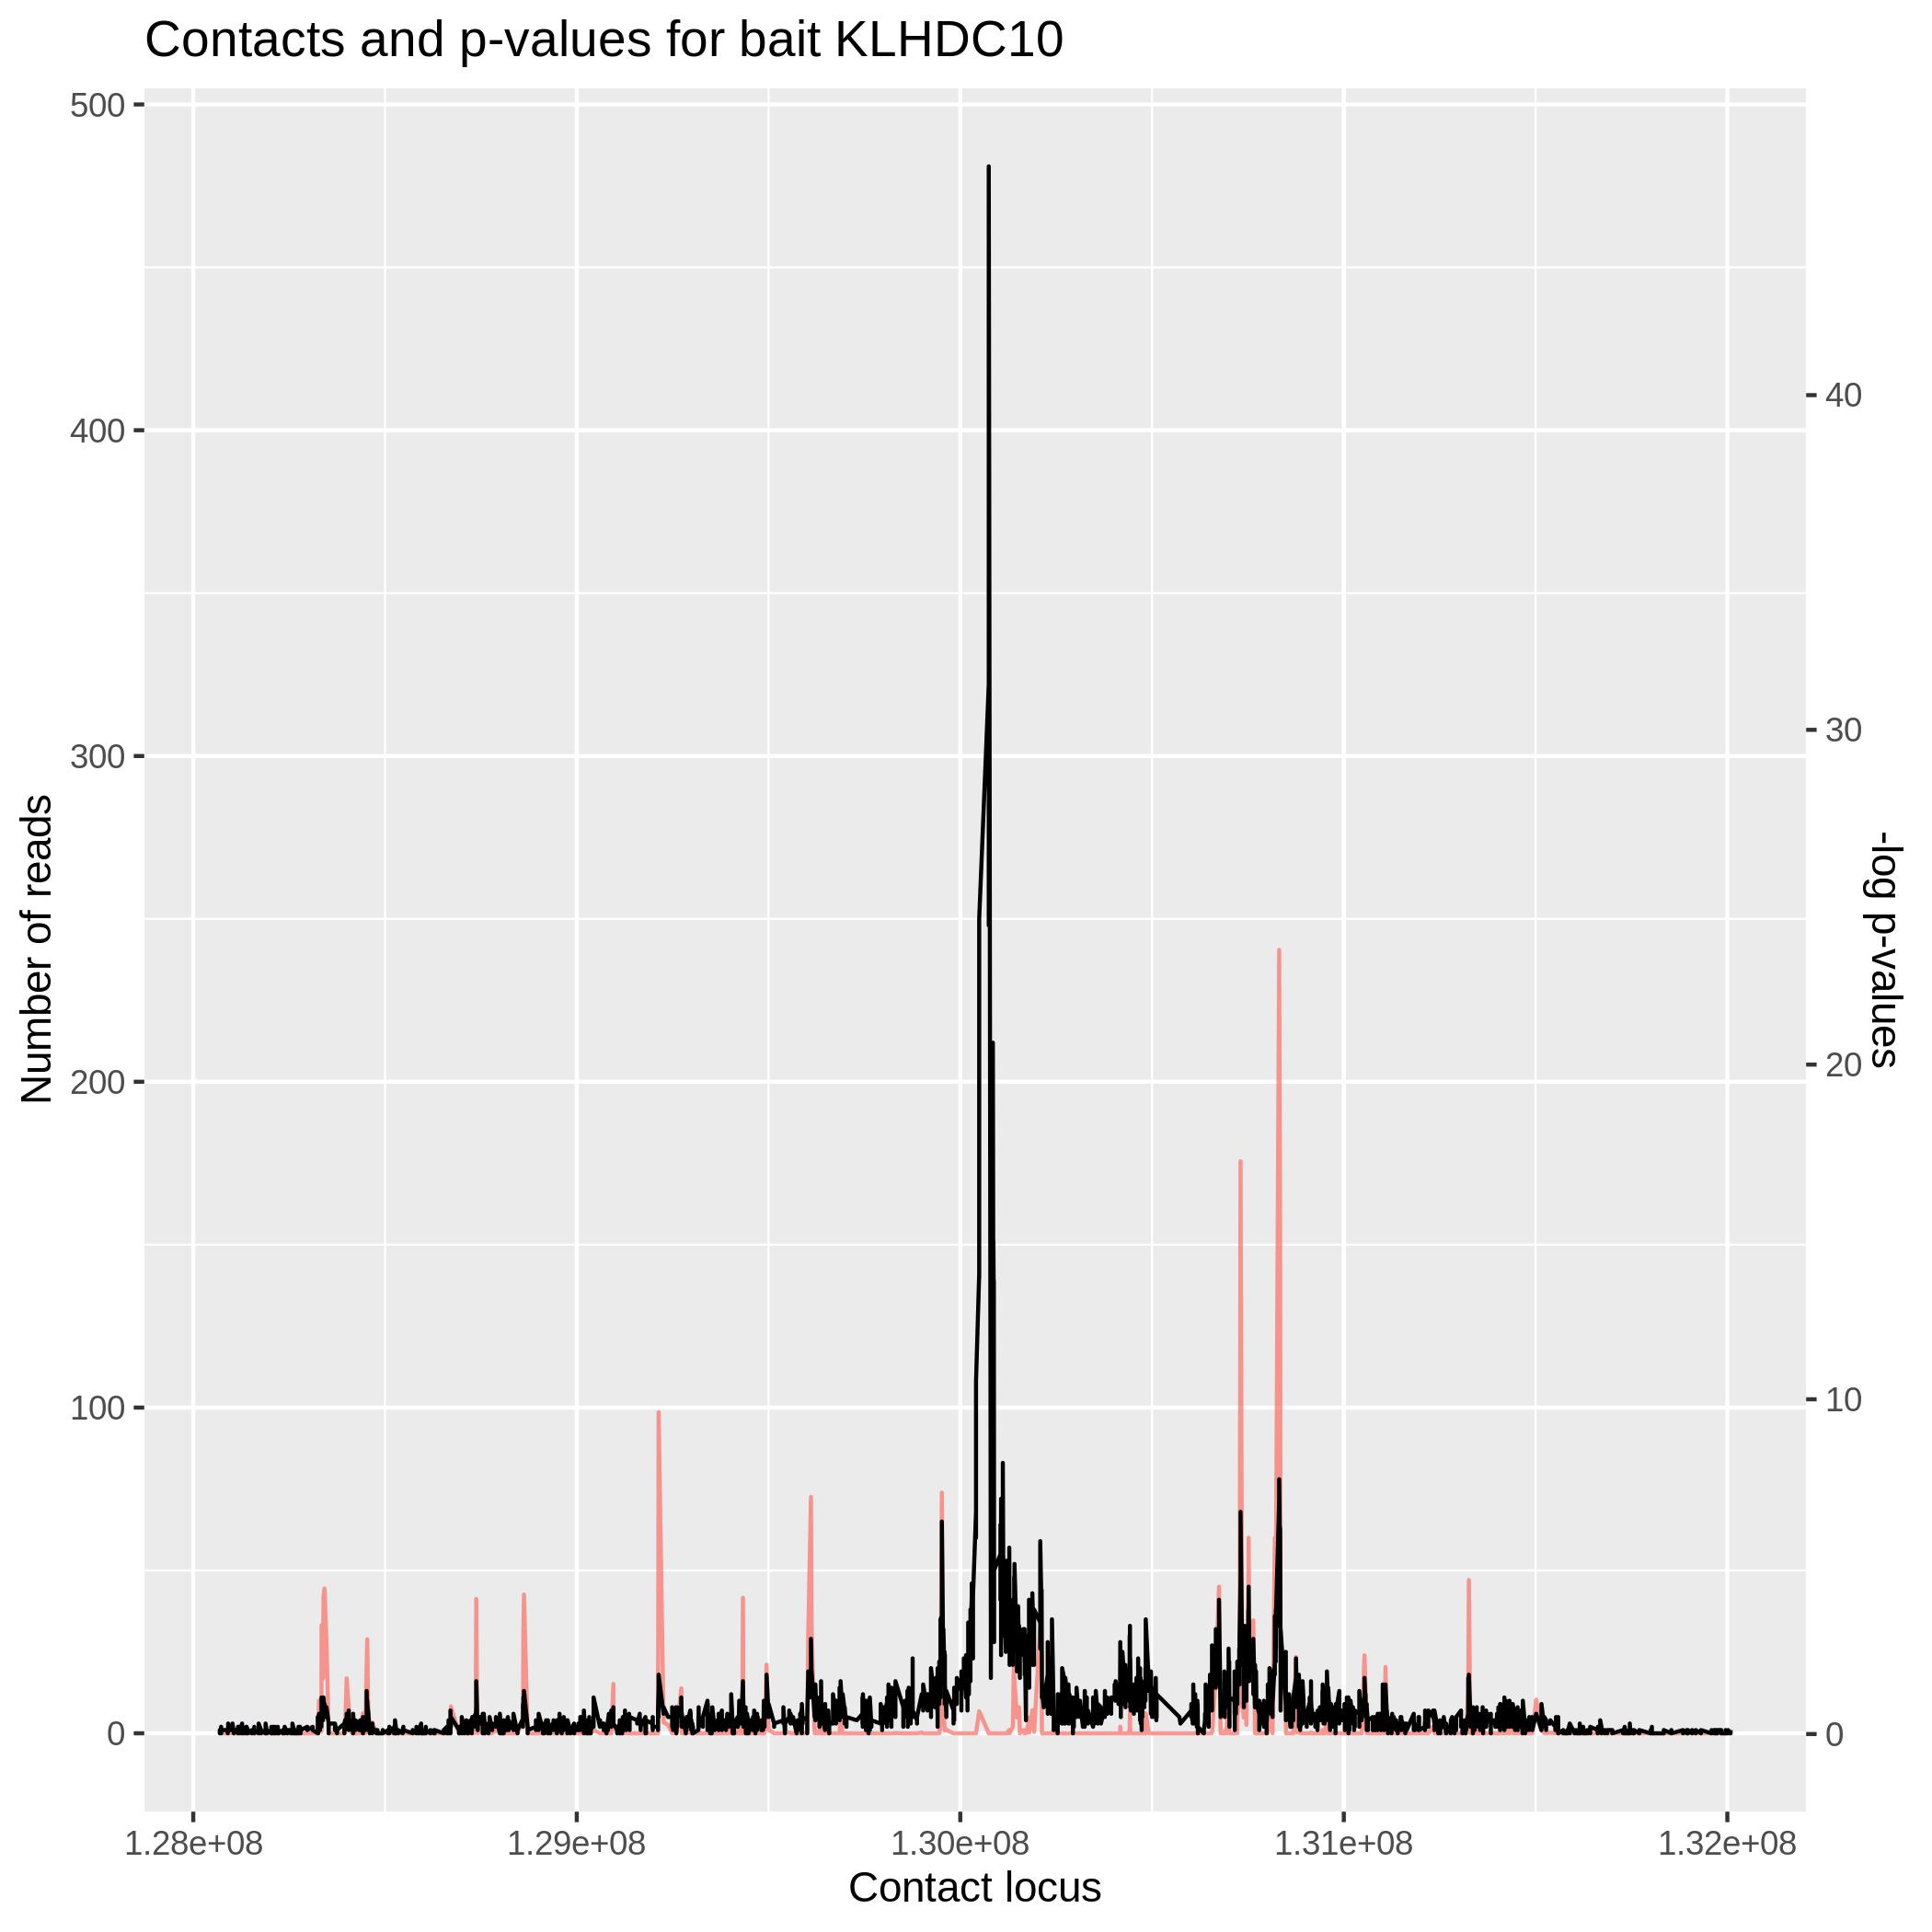 Contacts and p-values for bait KLHDC10
500
400
300
200
100
0
Number of reads
40
30
20
10
0
-log p-values
1.28e+08 1.29e+08 1.30e+08 1.31e+08 1.32e+08
Contact locus